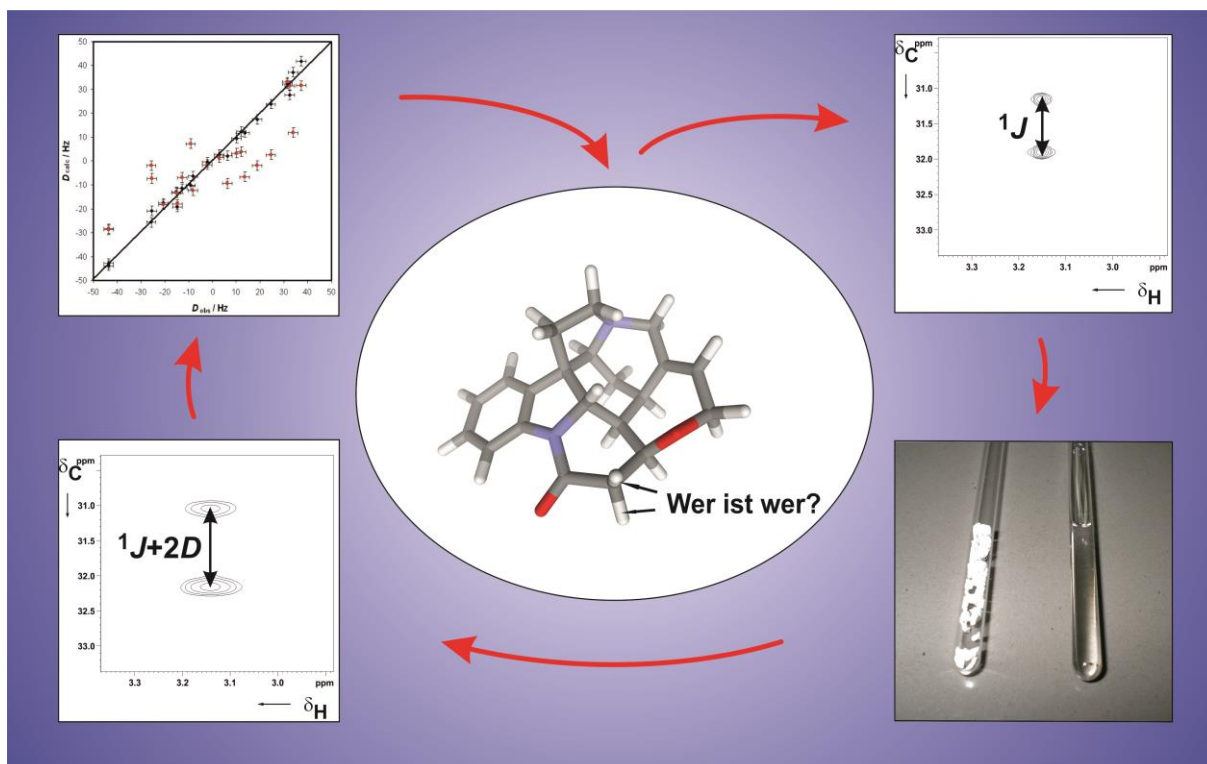 50
40
30
20
10
0
-10
-20
-30
-40
-50
-50 -40 -30 -20 -10 0 10 20 30 40 50
D calc / Hz
D obs / Hz
δC ppm
31.0
31.5
32.0
32.5
33.0
¹J
3.3 3.2 3.1 3.0 ppm
δH
Wer ist wer?
δC ppm
31.0
31.5
32.0
32.5
33.0
¹J+2D
3.3 3.2 3.1 3.0 ppm
δH